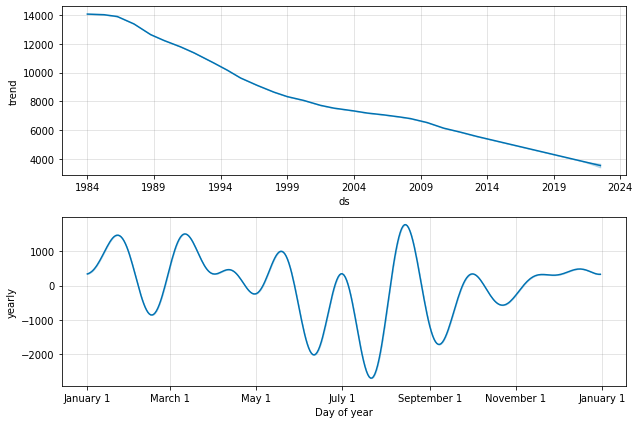 14000
12000
10000
8000
6000
4000
trend
1984
1989
1994
1999
2004
2009
2014
2019
2024
ds
1000
0
−1000
−2000
yearly
January 1
March 1
May 1
July 1
September 1
November 1
January 1
Day of year